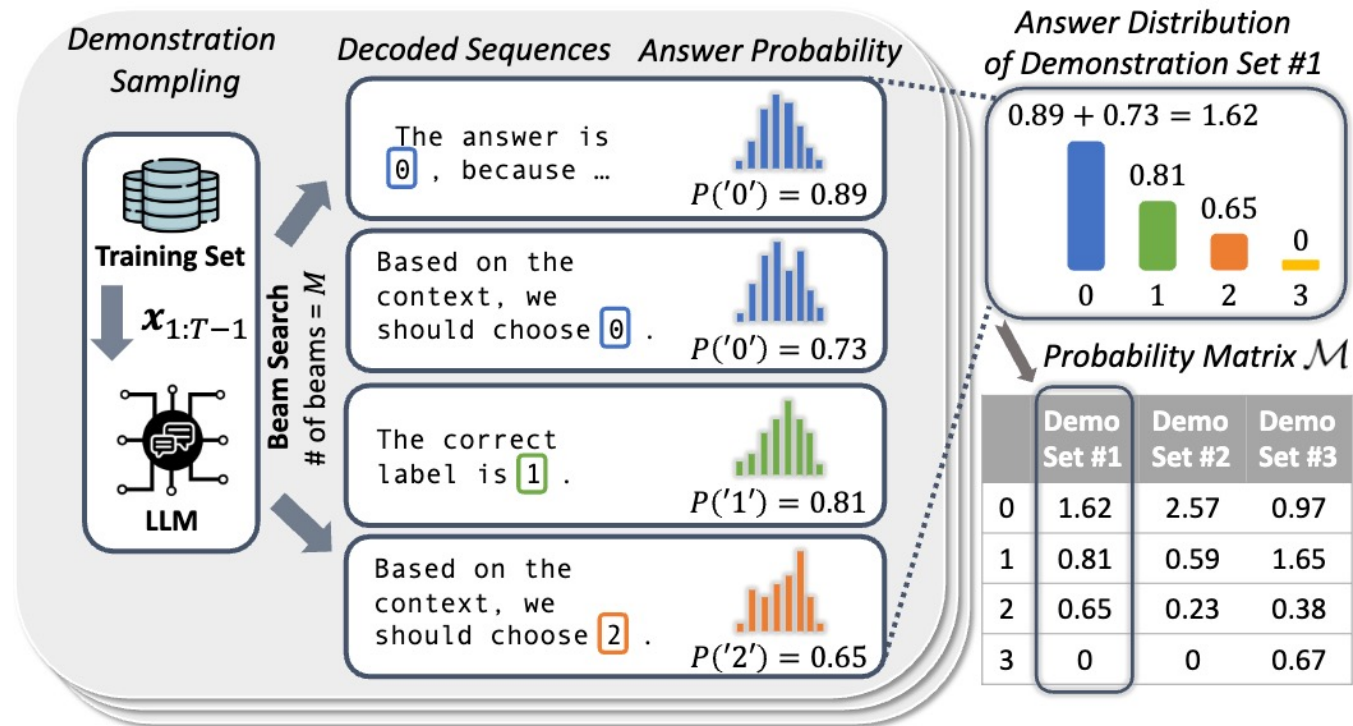 Demonstration
Sampling
Training Set
x1:T−1
LLM
Beam Search
# of beams = M
Decoded Sequences
Answer Probability
The answer is
0 , because …
P('0') = 0.89
Based on the
context, we
should choose 0 .
P('0') = 0.73
The correct
label is 1 .
P('1') = 0.81
Based on the
context, we
should choose 2 .
P('2') = 0.65
Answer Distribution
of Demonstration Set #1
0.89 + 0.73 = 1.62
0.81
0.65
0
0 1 2 3
Probability Matrix ℳ
Demo Set #1 Demo Set #2 Demo Set #3
0 1.62 2.57 0.97
1 0.81 0.59 1.65
2 0.65 0.23 0.38
3 0 0 0.67